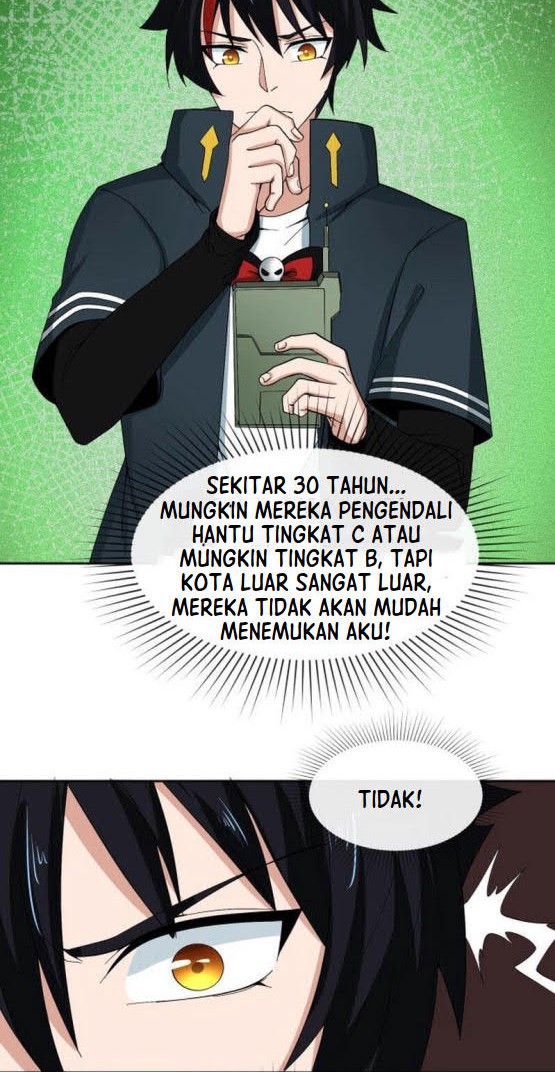 SEKITAR 30 TAHUN...
MUNGKIN MEREKA PENGENDALI
HANTU TINGKAT C ATAU
MUNGKIN TINGKAT B, TAPI
KOTA LUAR SANGAT LUAR,
MEREKA TIDAK AKAN MUDAH
MENEMUKAN AKU!
TIDAK!